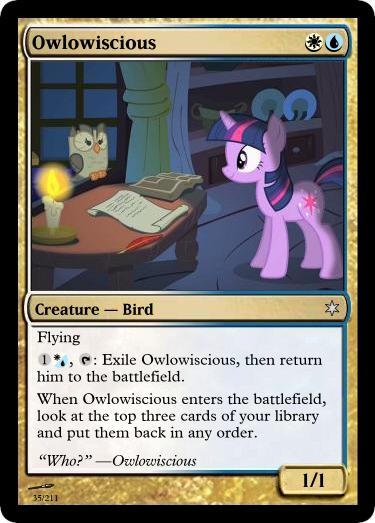 Owlowiscious
Creature — Bird
Flying
1, : Exile Owlowiscious, then return
him to the battlefield.
When Owlowiscious enters the battlefield,
look at the top three cards of your library
and put them back in any order.
“Who?” —Owlowiscious
1/1
35/211